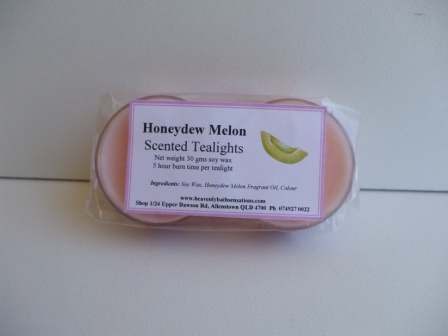 Honeydew Melon
Scented Tealights
Net weight 30 gms soy wax
5 hour burn time per tealight
Ingredients: Soy Wax, Honeydew Melon Fragrant Oil, Colour
www.heavenlybathsensations.com
Shop 1/24 Upper Dawson Rd, Allenstown QLD 4700 Ph 074927 0022